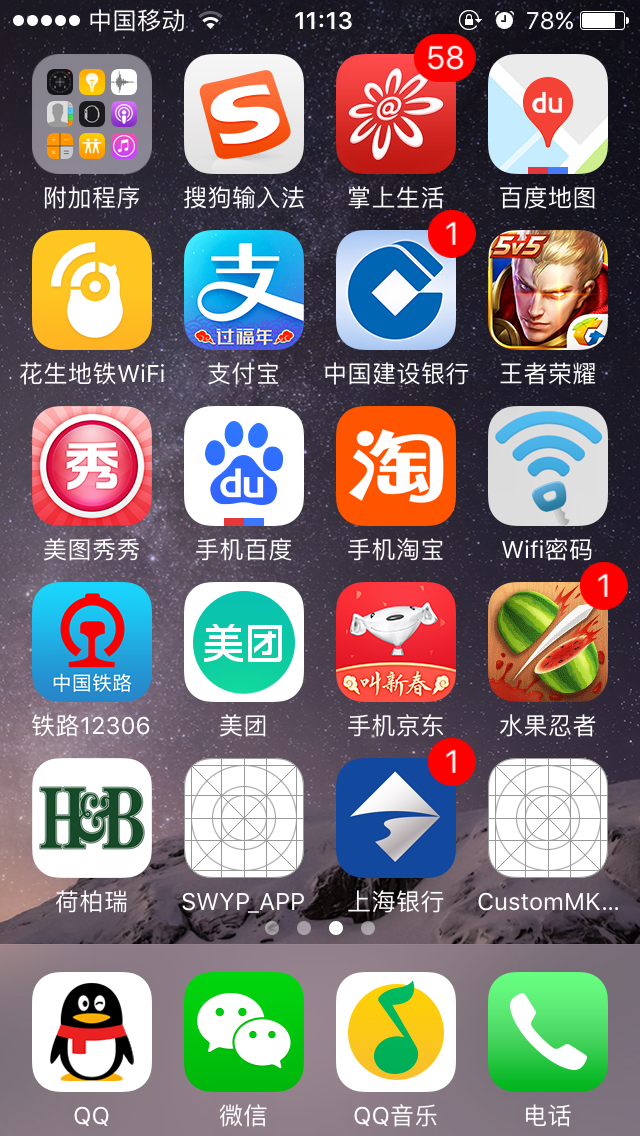 中国移动 11:13 78%
58
du
附加程序 搜狗输入法 掌上生活 百度地图
1
5v5
支
过福年
花生地铁WiFi 支付宝 中国建设银行 王者荣耀
秀 du 淘
美图秀秀 手机百度 手机淘宝 Wifi密码
1
中国铁路 美团 叫新春
铁路12306 美团 手机京东 水果忍者
1
H&B
荷柏瑞 SWYP_APP 上海银行 CustomMK...
QQ 微信 QQ音乐 电话